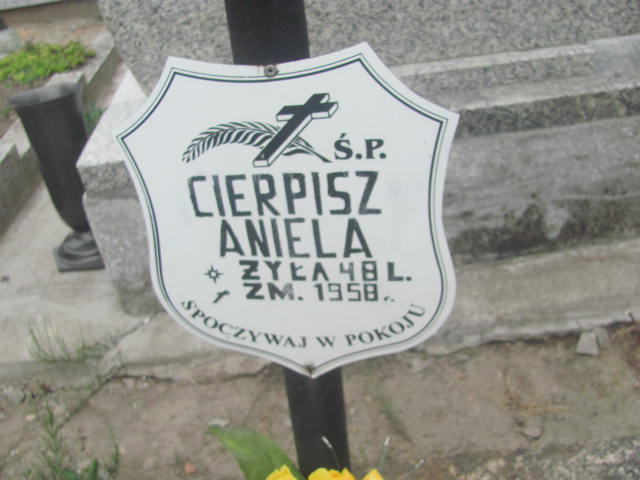 Ś.P.
CIERPISZ
ANIELA
ŻYŁA 48 L.
ZM. 1958 r.
SPOCZYWAJ W POKOJU